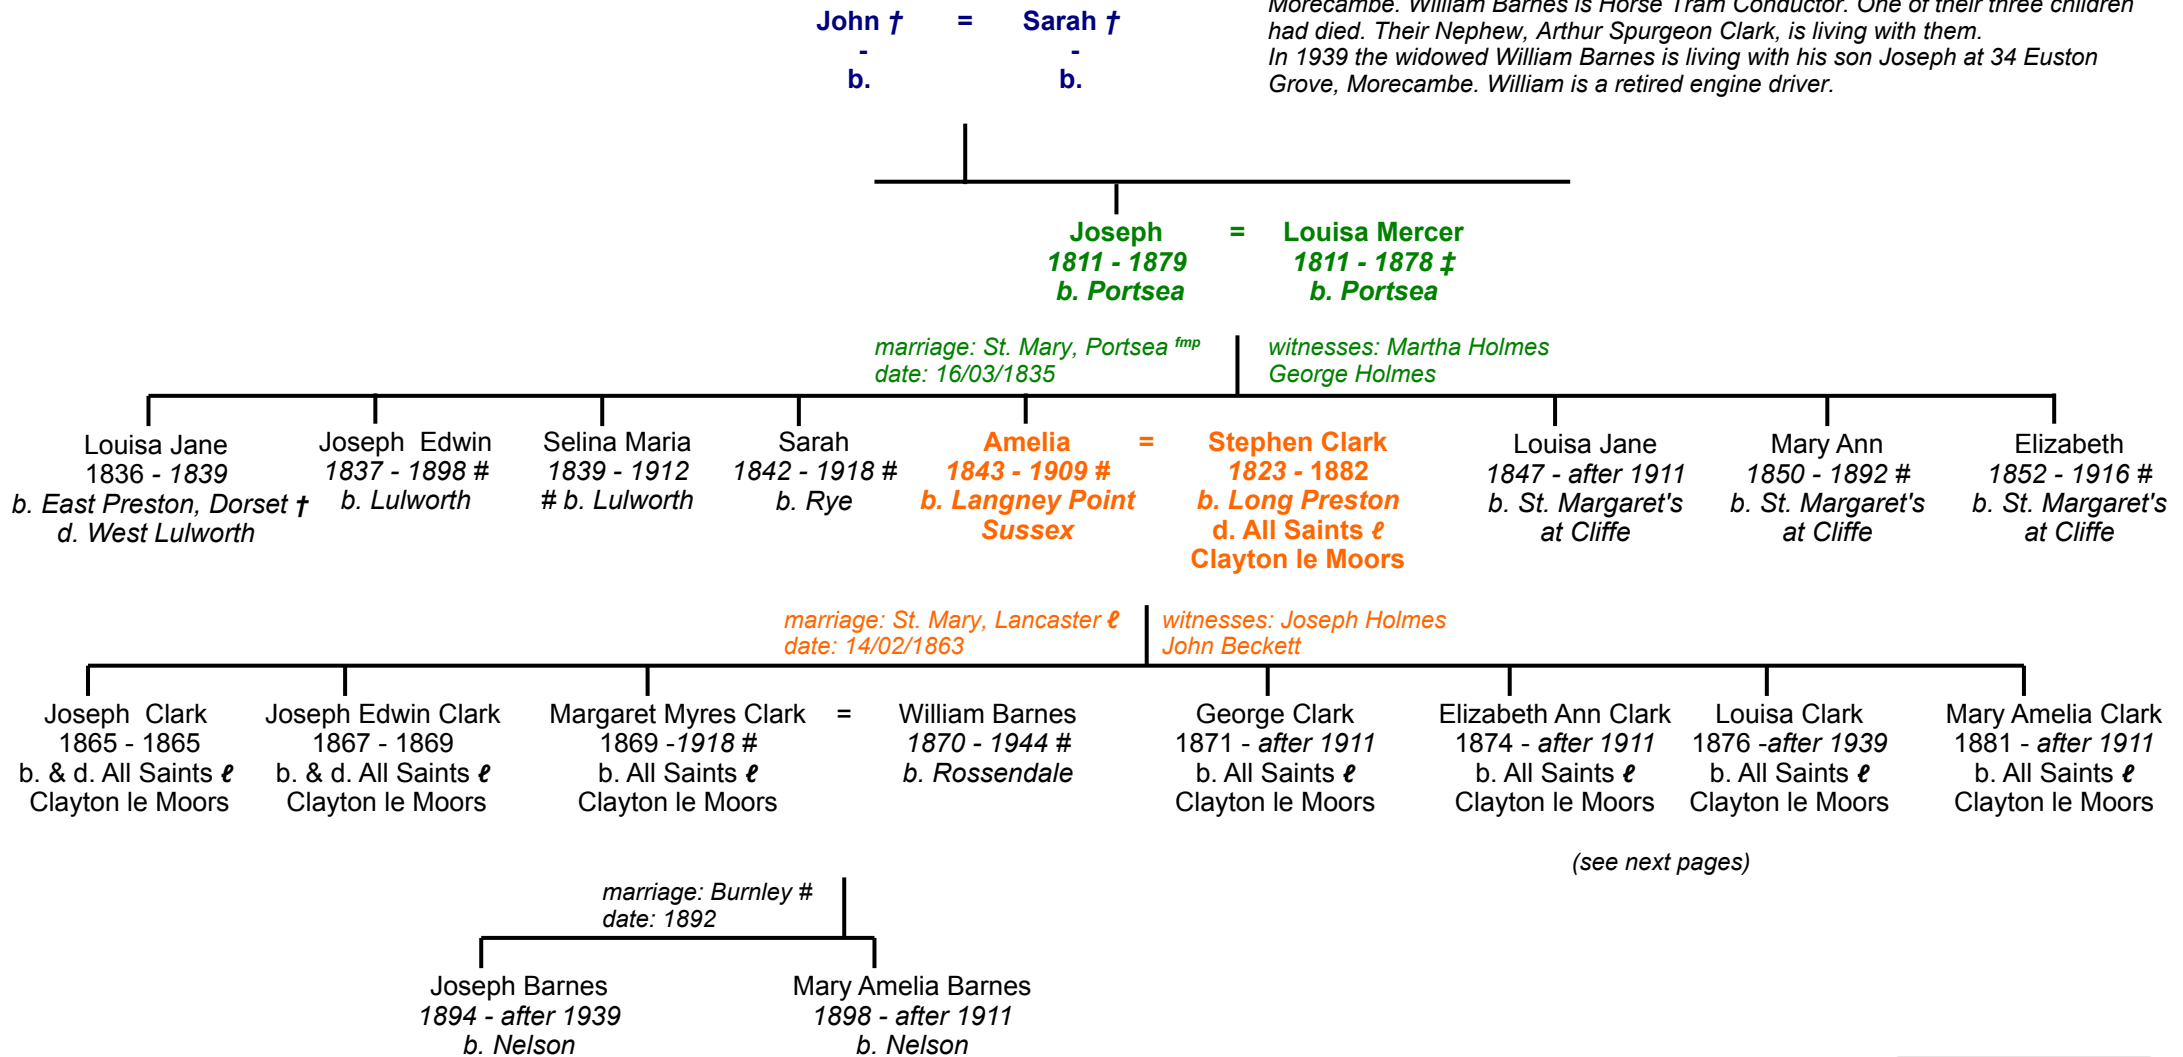 Morecambe. William Barnes is Horse Tram Conductor. One of their three children
had died. Their Nephew, Arthur Spurgeon Clark, is living with them.
In 1939 the widowed William Barnes is living with his son Joseph at 34 Euston
Grove, Morecambe. William is a retired engine driver.
John † = Sarah †
- -
b. b.
Joseph = Louisa Mercer
1811 - 1879 1811 - 1878 ‡
b. Portsea b. Portsea
marriage: St. Mary, Portsea fmp
date: 16/03/1835
witnesses: Martha Holmes
George Holmes
Louisa Jane
1836 - 1839
b. East Preston, Dorset †
d. West Lulworth
Joseph Edwin
1837 - 1898 #
b. Lulworth
Selina Maria
1839 - 1912
# b. Lulworth
Sarah
1842 - 1918 #
b. Rye
Amelia
1843 - 1909 #
b. Langney Point
Sussex
=
Stephen Clark
1823 - 1882
b. Long Preston
d. All Saints ℓ
Clayton le Moors
Louisa Jane
1847 - after 1911
b. St. Margaret's
at Cliffe
Mary Ann
1850 - 1892 #
b. St. Margaret's
at Cliffe
Elizabeth
1852 - 1916 #
b. St. Margaret's
at Cliffe
marriage: St. Mary, Lancaster ℓ
date: 14/02/1863
witnesses: Joseph Holmes
John Beckett
Joseph Clark
1865 - 1865
b. & d. All Saints ℓ
Clayton le Moors
Joseph Edwin Clark
1867 - 1869
b. & d. All Saints ℓ
Clayton le Moors
Margaret Myres Clark
1869 -1918 #
b. All Saints ℓ
Clayton le Moors
=
William Barnes
1870 - 1944 #
b. Rossendale
George Clark
1871 - after 1911
b. All Saints ℓ
Clayton le Moors
Elizabeth Ann Clark
1874 - after 1911
b. All Saints ℓ
Clayton le Moors
Louisa Clark
1876 -after 1939
b. All Saints ℓ
Clayton le Moors
Mary Amelia Clark
1881 - after 1911
b. All Saints ℓ
Clayton le Moors
(see next pages)
marriage: Burnley #
date: 1892
Joseph Barnes
1894 - after 1939
b. Nelson
Mary Amelia Barnes
1898 - after 1911
b. Nelson